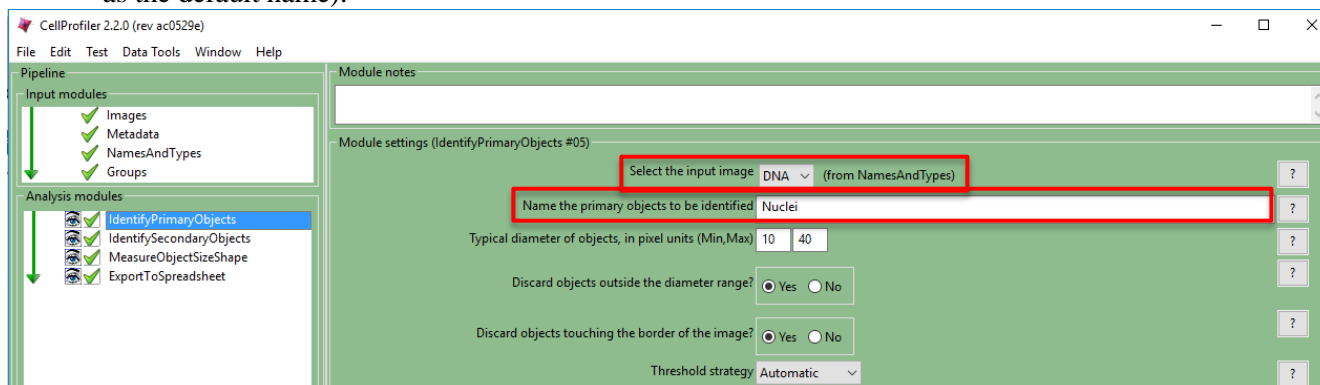 as the default name).
CellProfiler 2.2.0 (rev ac0529e)
File Edit Test Data Tools Window Help
Pipeline
Input modules
Images
Metadata
NamesAndTypes
Groups
Analysis modules
IdentifyPrimaryObjects
IdentifySecondaryObjects
MeasureObjectSizeShape
ExportToSpreadsheet
Module notes
Module settings (IdentifyPrimaryObjects #05)
Select the input image DNA (from NamesAndTypes) ?
Name the primary objects to be identified Nuclei ?
Typical diameter of objects, in pixel units (Min,Max) 10 40 ?
Discard objects outside the diameter range? Yes No ?
Discard objects touching the border of the image? Yes No ?
Threshold strategy Automatic ?